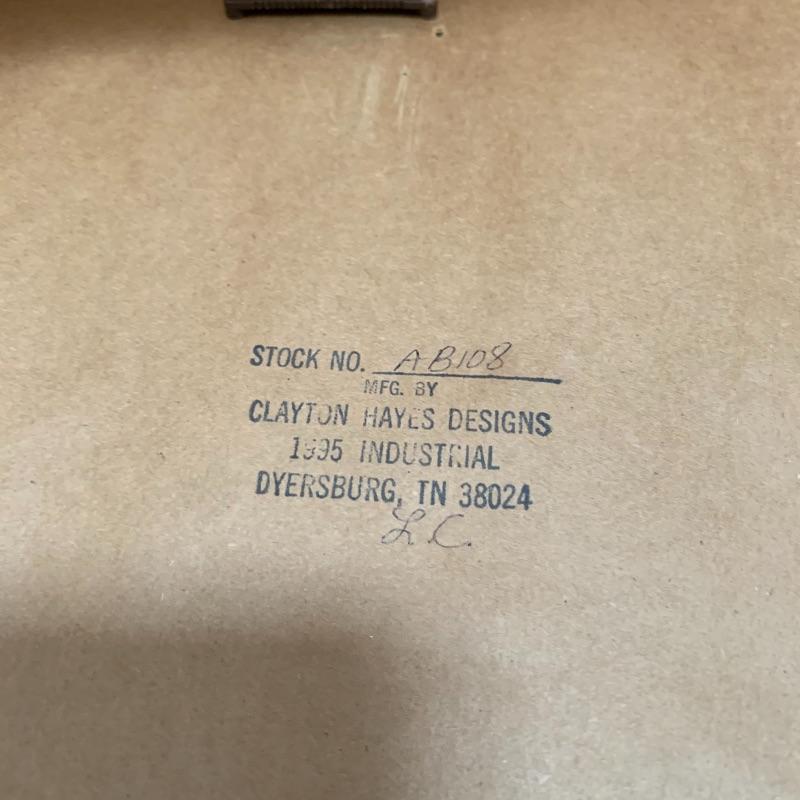 STOCK NO. AB108
MFG. BY
CLAYTON HAYES DESIGNS
1995 INDUSTRIAL
DYERSBURG, TN 38024
L.C.